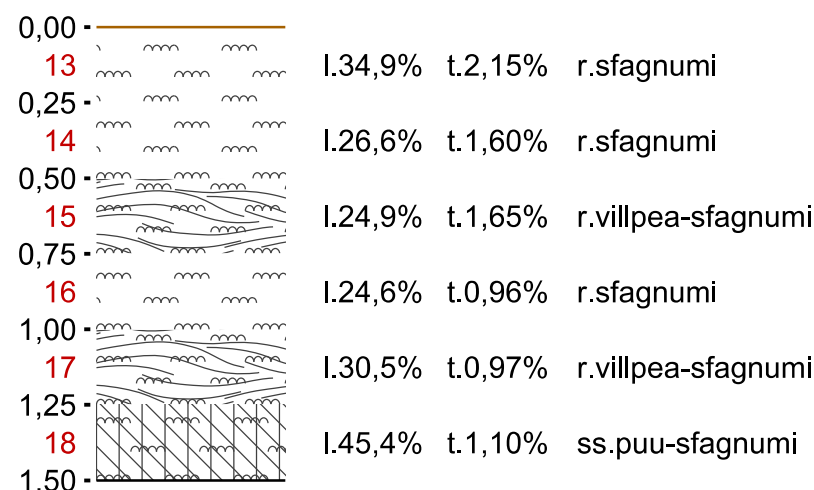 0,00
13 l.34,9% t.2,15% r.sfagnumi
0,25
14 l.26,6% t.1,60% r.sfagnumi
0,50
15 l.24,9% t.1,65% r.villpea-sfagnumi
0,75
16 l.24,6% t.0,96% r.sfagnumi
1,00
17 l.30,5% t.0,97% r.villpea-sfagnumi
1,25
18 l.45,4% t.1,10% ss.puu-sfagnumi
1,50